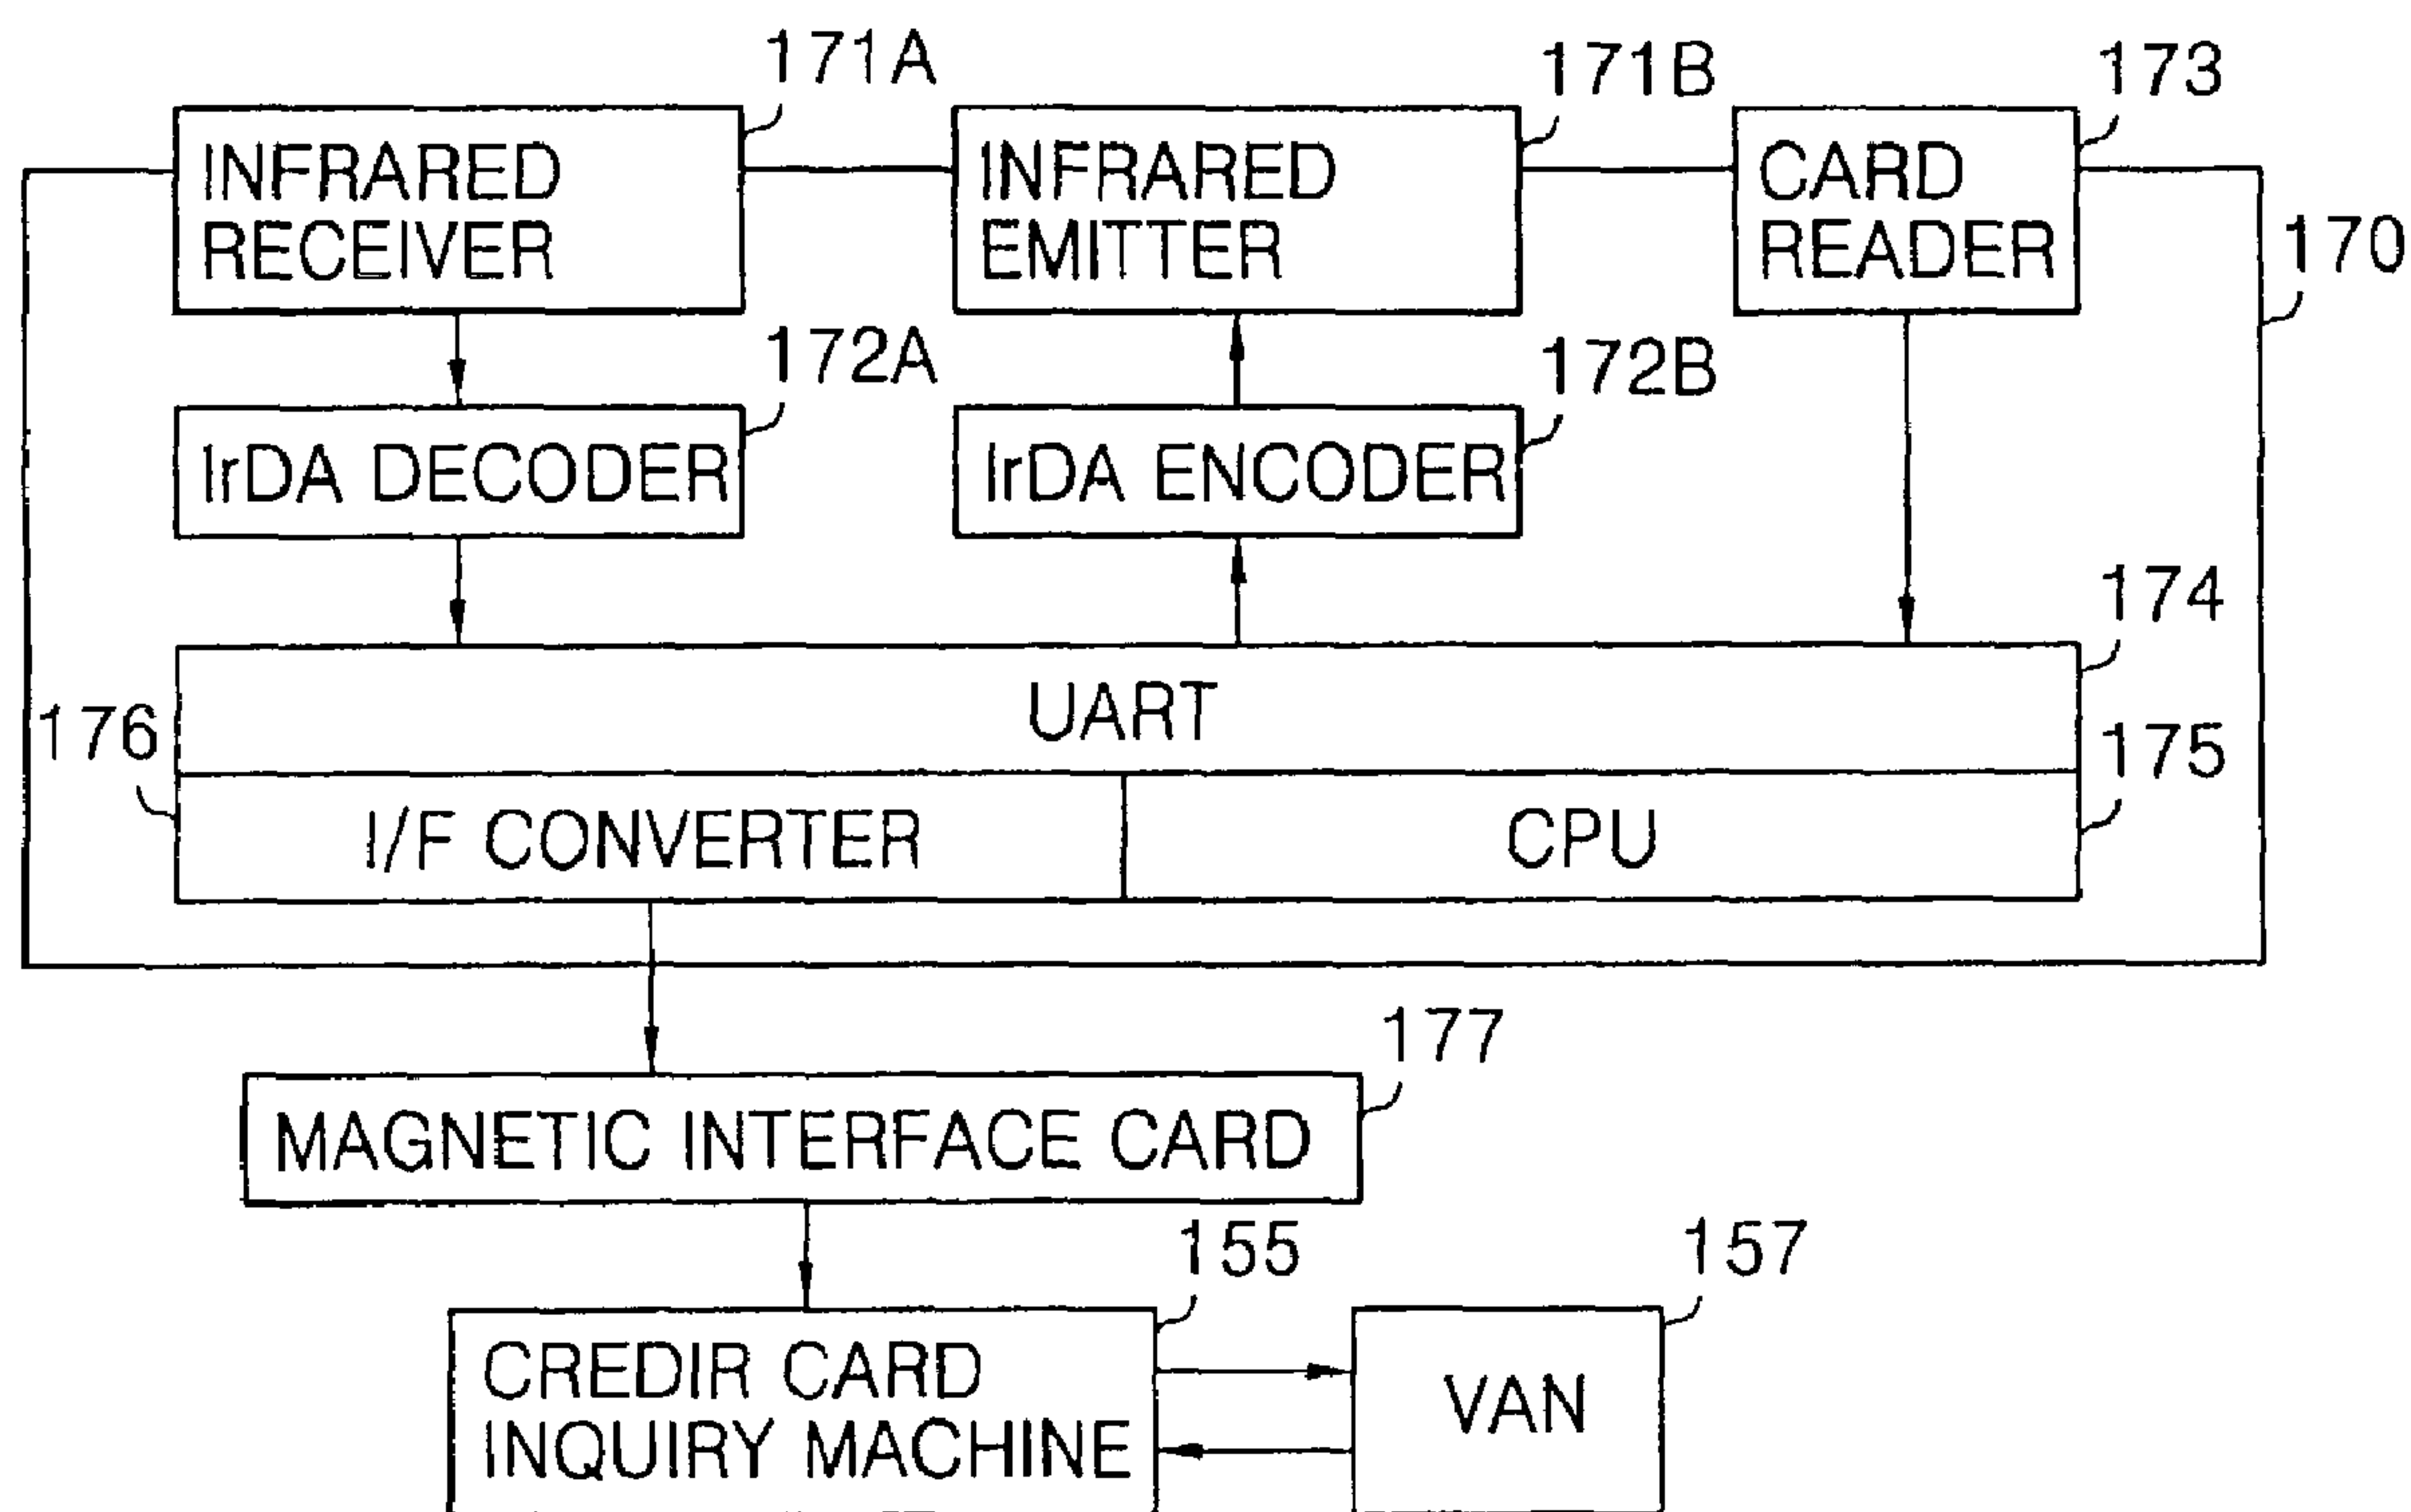 171A
171B
173
INFRARED
RECEIVER
INFRARED
EMITTER
CARD
READER
170
172A
172B
IrDA DECODER
IrDA ENCODER
174
UART
176
175
I/F CONVERTER
CPU
177
MAGNETIC INTERFACE CARD
155
157
CREDIR CARD
INQUIRY MACHINE
VAN